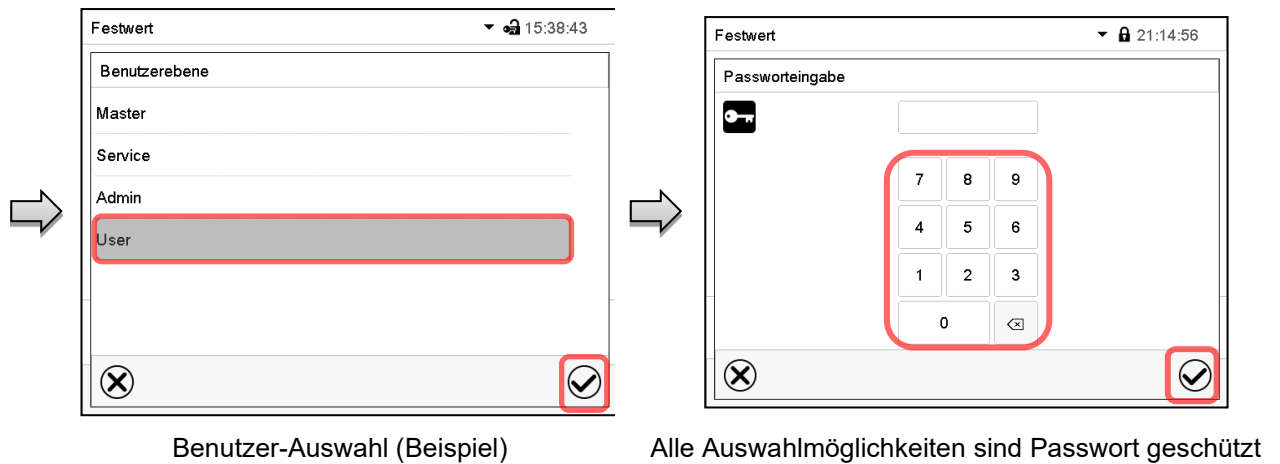 Festwert 15:38:43
Benutzerebene
Master
Service
Admin
User
Festwert 21:14:56
Passworteingabe
7 8 9
4 5 6
1 2 3
0
Benutzer-Auswahl (Beispiel)
Alle Auswahlmöglichkeiten sind Passwort geschützt